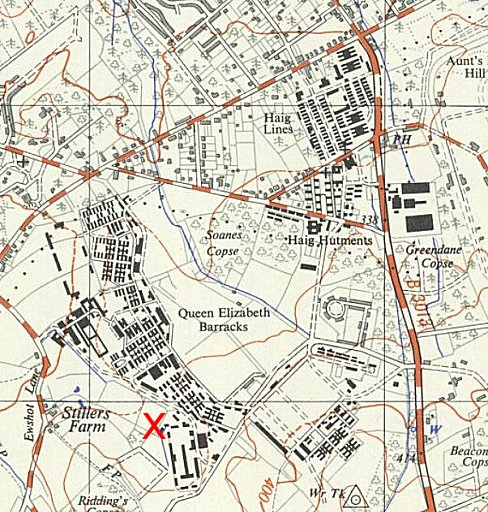 Aunt's
Hill
Haig
Lines
PH
338
Soanes
Copse
Haig Hutments
Greendane
Copse
B 3013
Queen Elizabeth
Barracks
Ewshot Lane
Stillers
Farm
X
W
FP
400
414
Beacon
Cops
Ridding's
Copse
Wr Tk